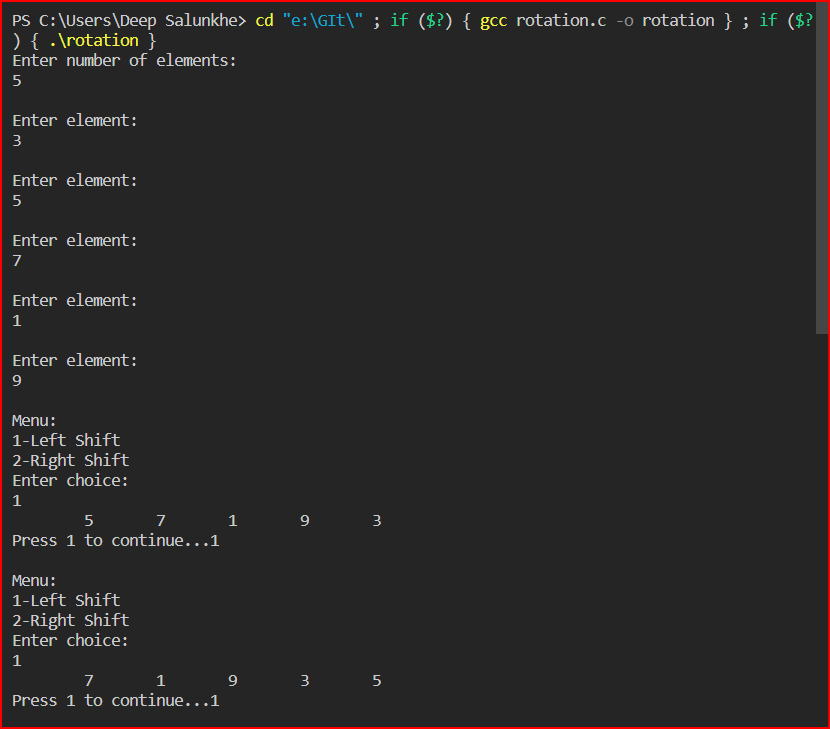 PS C:\Users\Deep Salunkhe> cd "e:\GIt\" ; if ($?) { gcc rotation.c -o rotation } ; if ($?
) { .\rotation }
Enter number of elements:
5
Enter element:
3
Enter element:
5
Enter element:
7
Enter element:
1
Enter element:
9
Menu:
1-Left Shift
2-Right Shift
Enter choice:
1
        5       7       1       9       3
Press 1 to continue...1
Menu:
1-Left Shift
2-Right Shift
Enter choice:
1
        7       1       9       3       5
Press 1 to continue...1